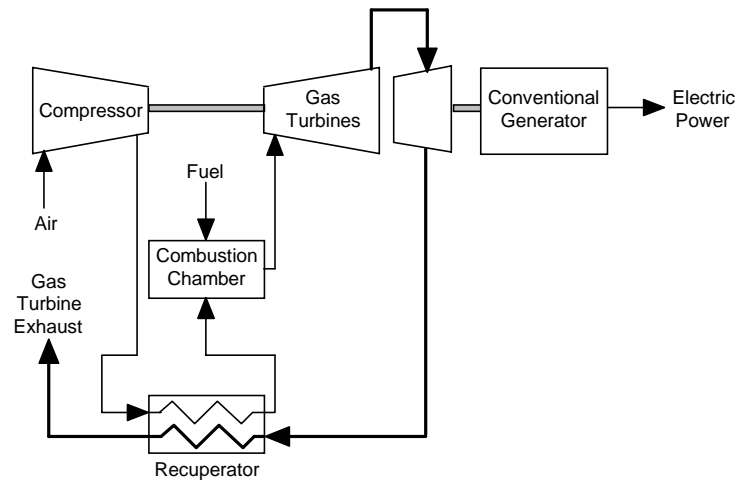 Compressor
Gas
Turbines
Conventional
Generator
Electric
Power
Air
Fuel
Combustion
Chamber
Gas
Turbine
Exhaust
Recuperator